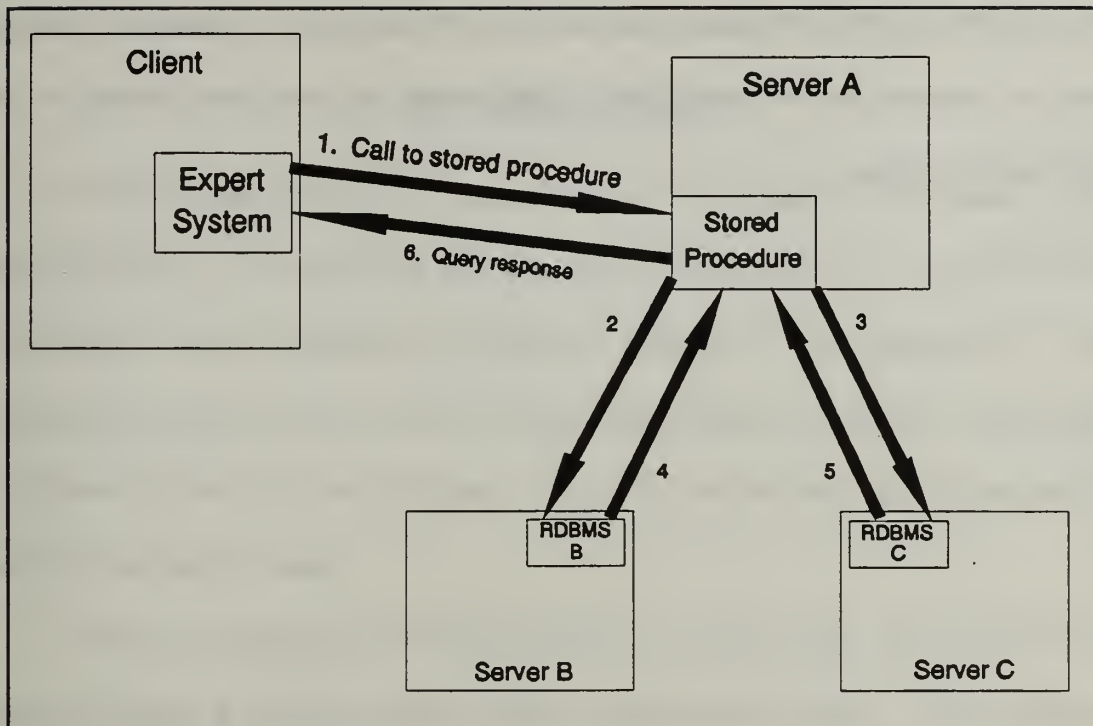 Client
Server A
1. Call to stored procedure
Expert
System
Stored
Procedure
6. Query response
2
3
4
5
RDBMS
B
RDBMS
C
Server B
Server C